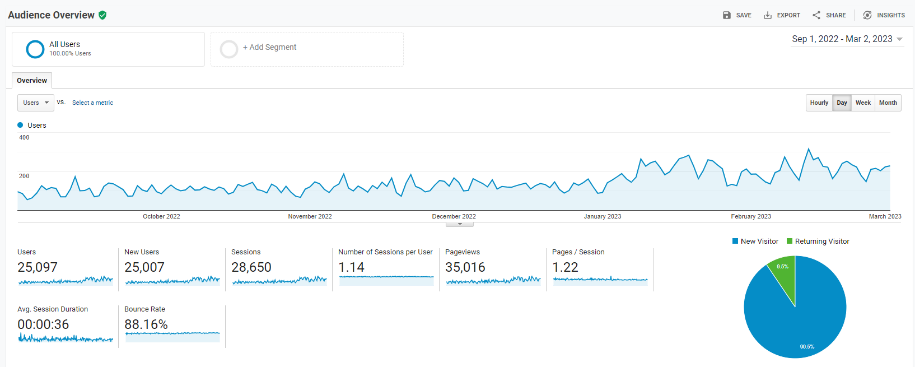 Audience Overview
SAVE EXPORT SHARE INSIGHTS
All Users
100.00% Users
+ Add Segment
Sep 1, 2022 - Mar 2, 2023
Overview
Users VS. Select a metric
Hourly Day Week Month
Users
400
200
October 2022 November 2022 December 2022 January 2023 February 2023 March 2023
New Visitor Returning Visitor
Users
25,097
New Users
25,007
Sessions
28,650
Number of Sessions per User
1.14
Pageviews
35,016
Pages / Session
1.22
Avg. Session Duration
00:00:36
Bounce Rate
88.16%
90.5%